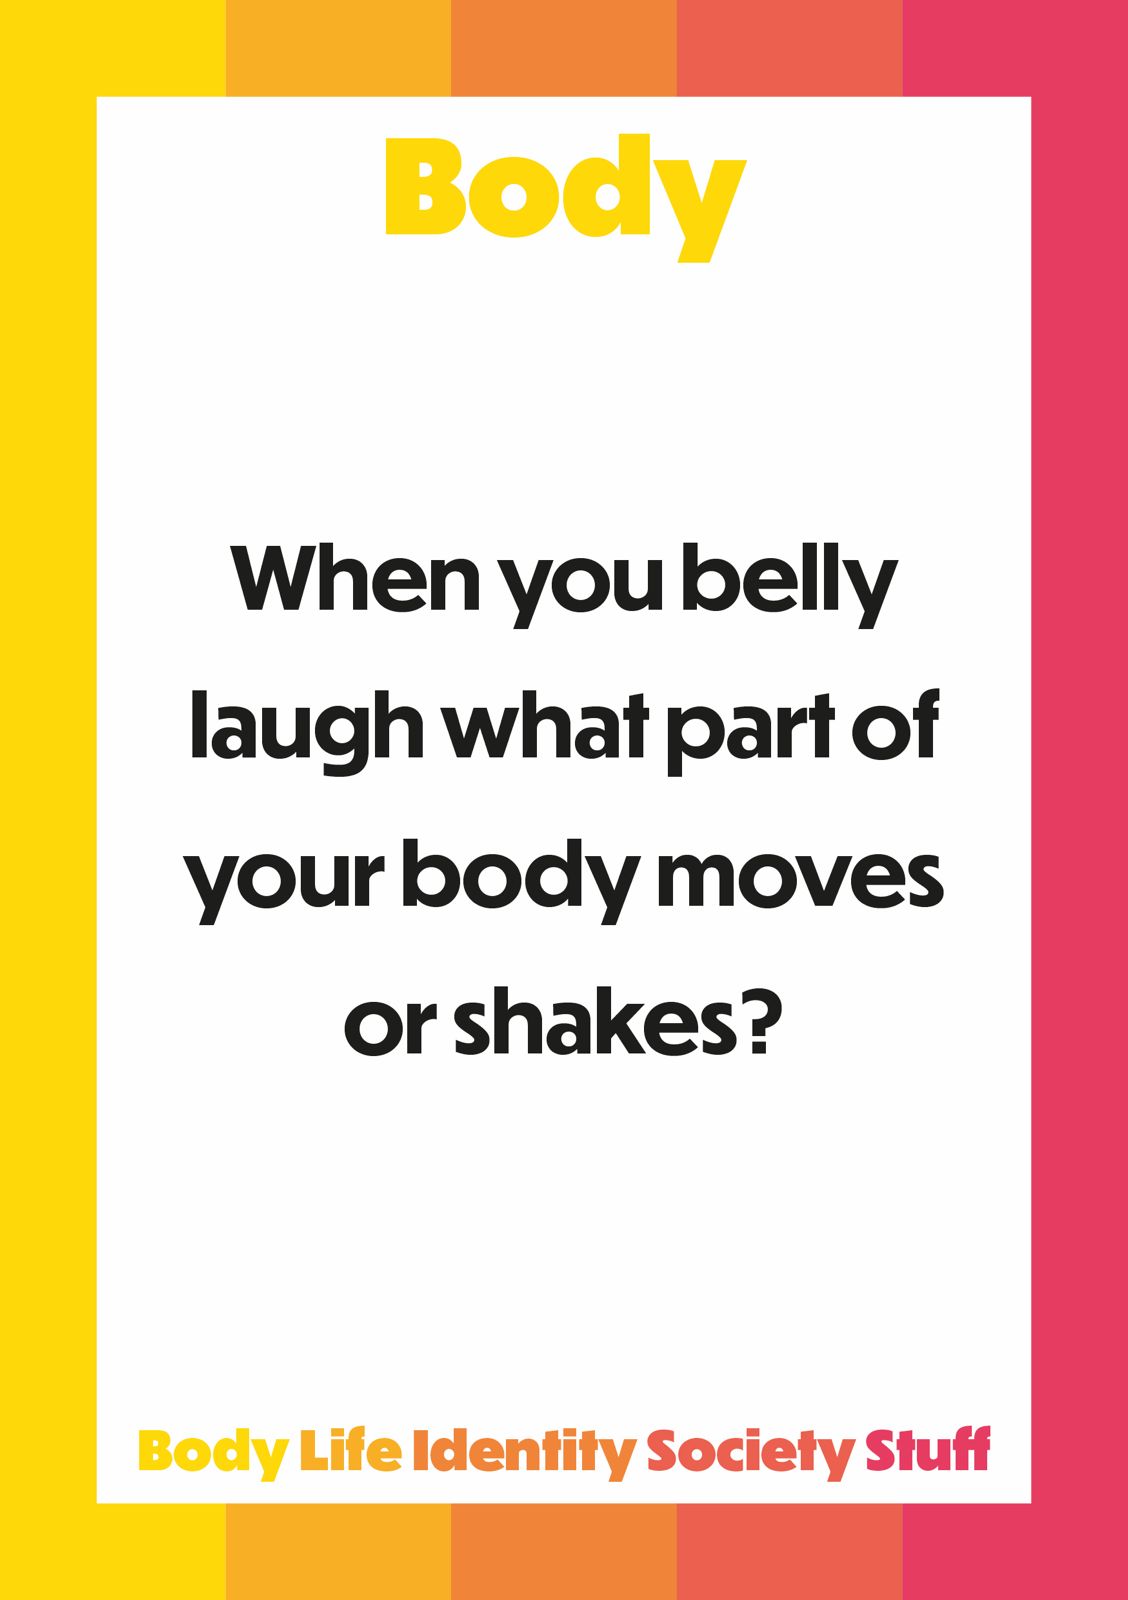 Body
When you belly
laugh what part of
your body moves
or shakes?
Body Life Identity Society Stuff